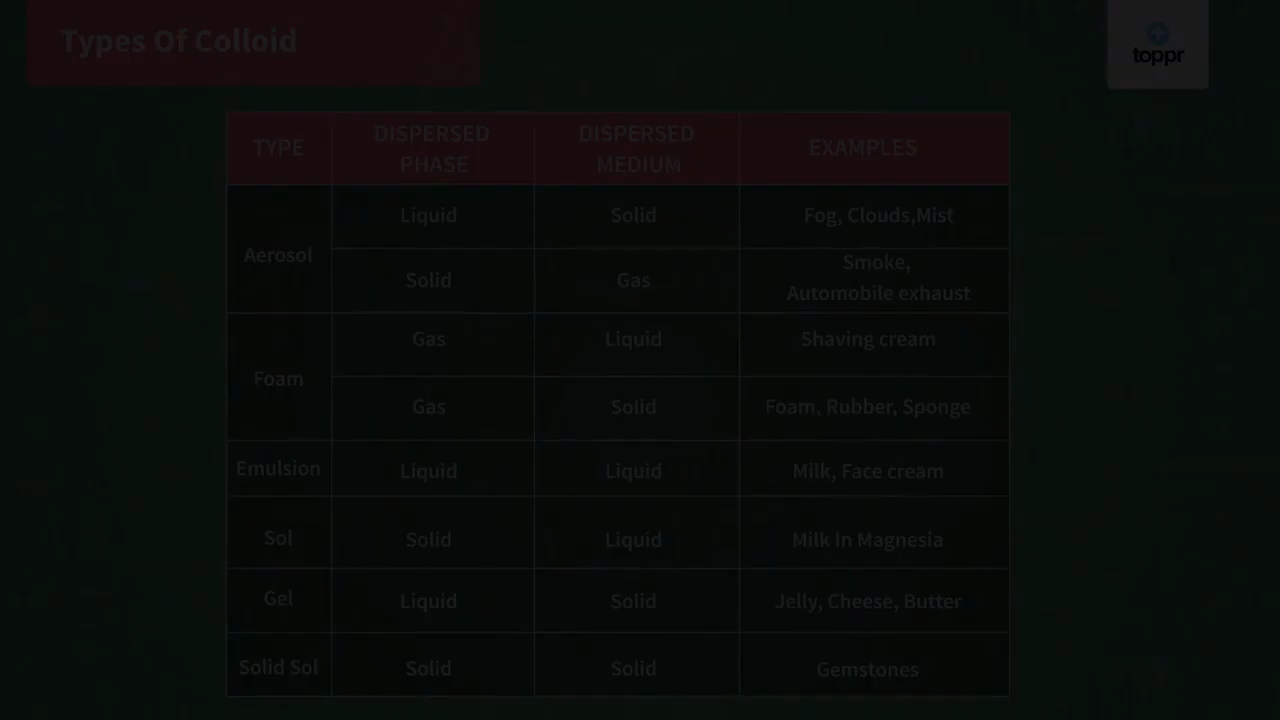 Types Of Colloid
toppr
TYPE
DISPERSED
PHASE
DISPERSED
MEDIUM
EXAMPLES
Aerosol
Liquid
Solid
Fog, Clouds,Mist
Solid
Gas
Smoke,
Automobile exhaust
Foam
Gas
Liquid
Shaving cream
Gas
Solid
Foam, Rubber, Sponge
Emulsion
Liquid
Liquid
Milk, Face cream
Sol
Solid
Liquid
Milk In Magnesia
Gel
Liquid
Solid
Jelly, Cheese, Butter
Solid Sol
Solid
Solid
Gemstones